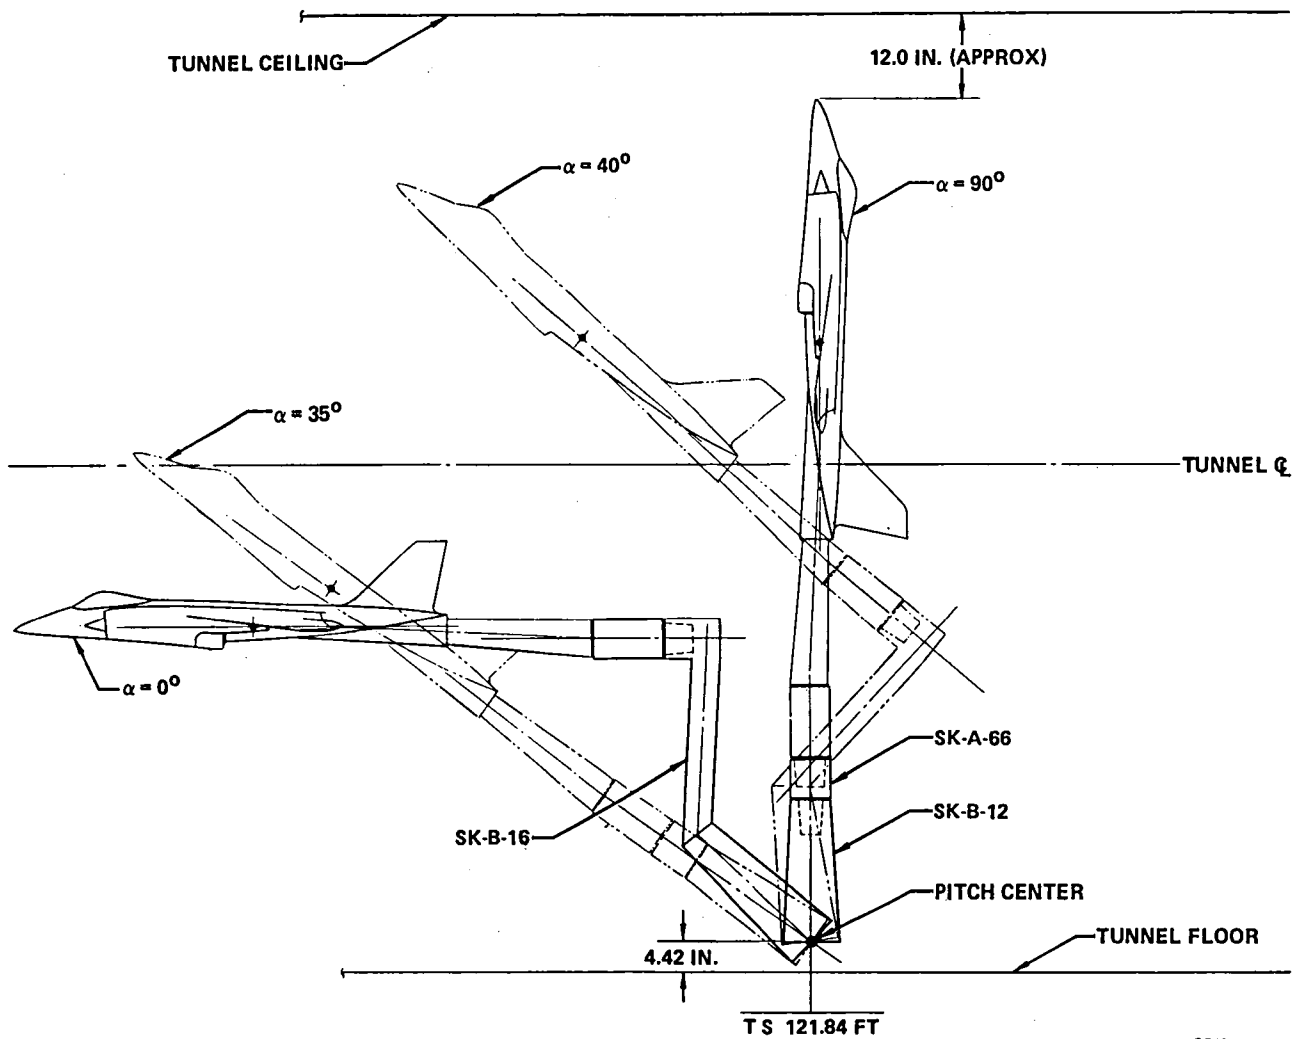 TUNNEL CEILING
12.0 IN. (APPROX)
α = 40°
α = 90°
α = 35°
TUNNEL ℄
α = 0°
SK-A-66
SK-B-16
SK-B-12
PITCH CENTER
4.42 IN.
TUNNEL FLOOR
T S 121.84 FT